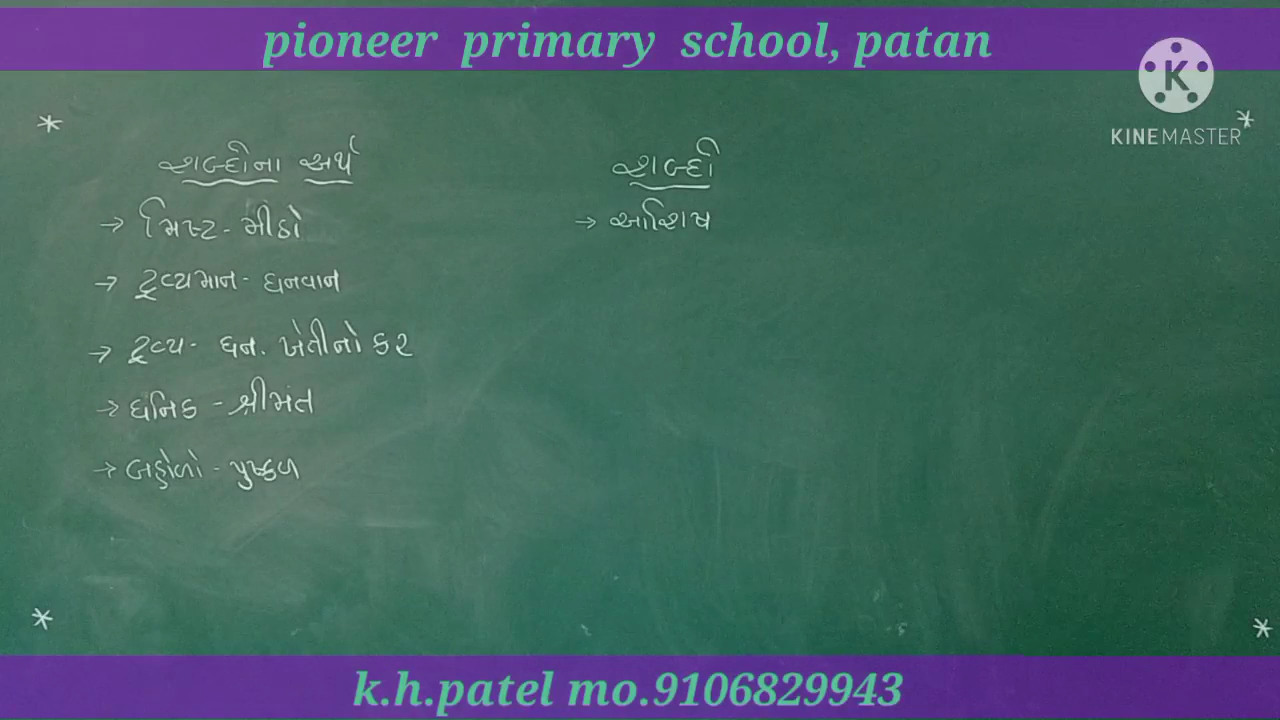 pioneer primary school, patan
K
KINEMASTER
શબ્દોના અર્થ
→ મિષ્ટ - મીઠો
→ દ્રવ્યમાન - ધનવાન
→ દ્રવ્ય - ધન. ખેતીનો કર
→ ધનિક - શ્રીમંત
→ બહોળો - પુષ્કળ
શબ્દો
→ આશિષ
k.h.patel mo.9106829943